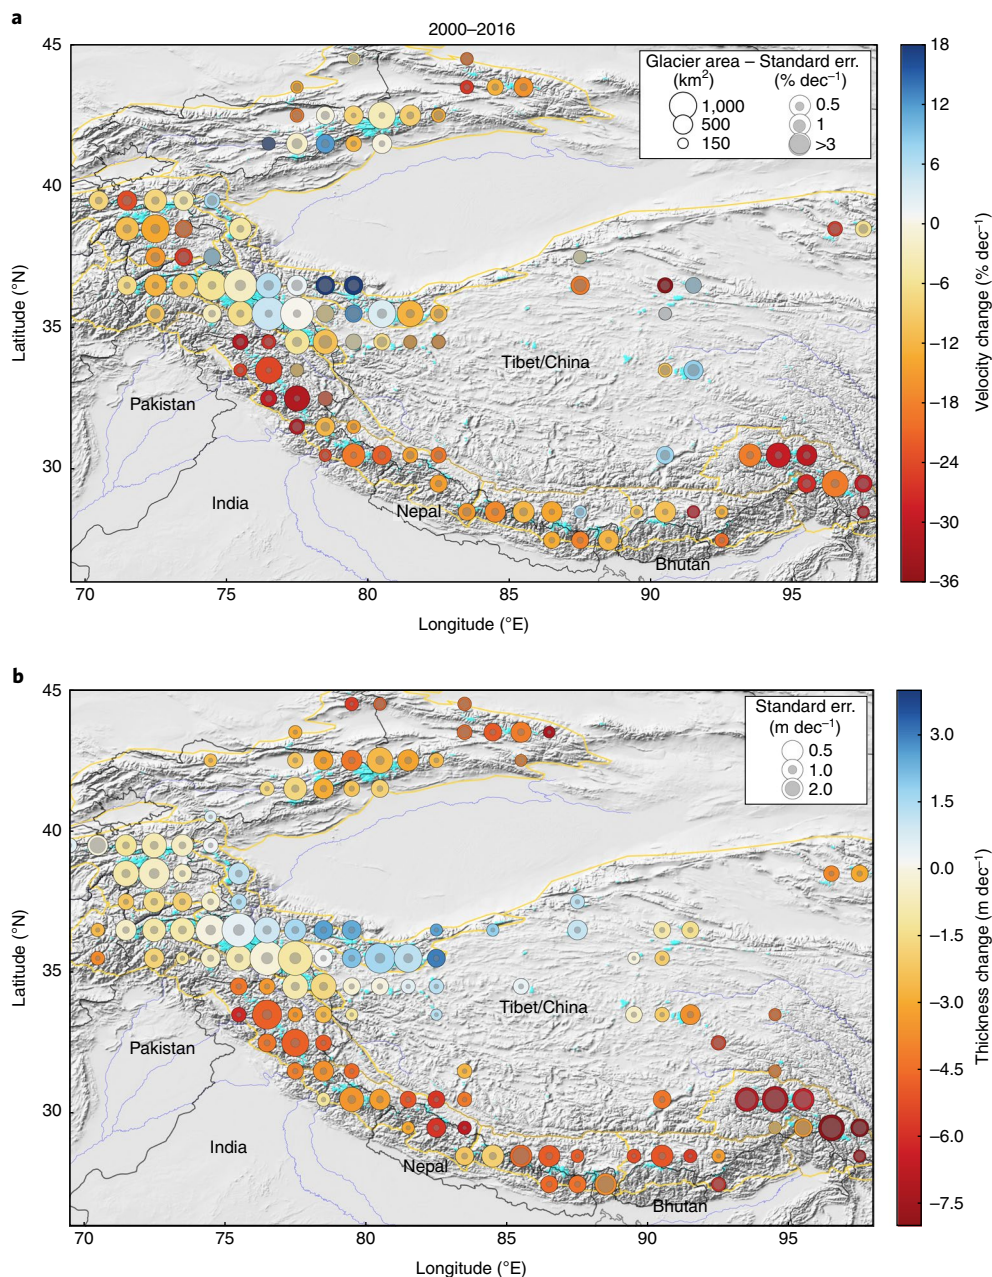 a
2000–2016
45
40
35
30
70
75
80
85
90
95
Latitude (°N)
Longitude (°E)
Glacier area – Standard err.
(km²)
(% dec⁻¹)
1,000
500
150
0.5
1
>3
Tibet/China
Pakistan
India
Nepal
Bhutan
18
12
6
0
−6
−12
−18
−24
−30
−36
Velocity change (% dec⁻¹)
b
45
40
35
30
70
75
80
85
90
95
Latitude (°N)
Longitude (°E)
Standard err.
(m dec⁻¹)
0.5
1.0
2.0
Tibet/China
Pakistan
India
Nepal
Bhutan
3.0
1.5
0.0
−1.5
−3.0
−4.5
−6.0
−7.5
Thickness change (m dec⁻¹)